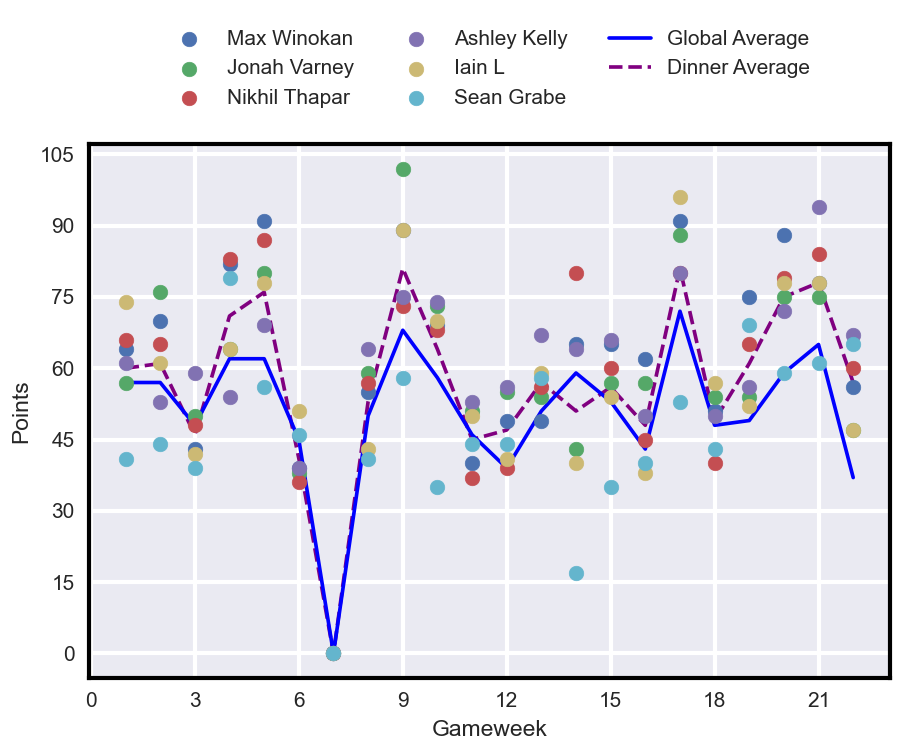 Max Winokan
Jonah Varney
Nikhil Thapar
Ashley Kelly
Iain L
Sean Grabe
Global Average
Dinner Average
105
90
75
60
45
30
15
0
Points
0 3 6 9 12 15 18 21
Gameweek